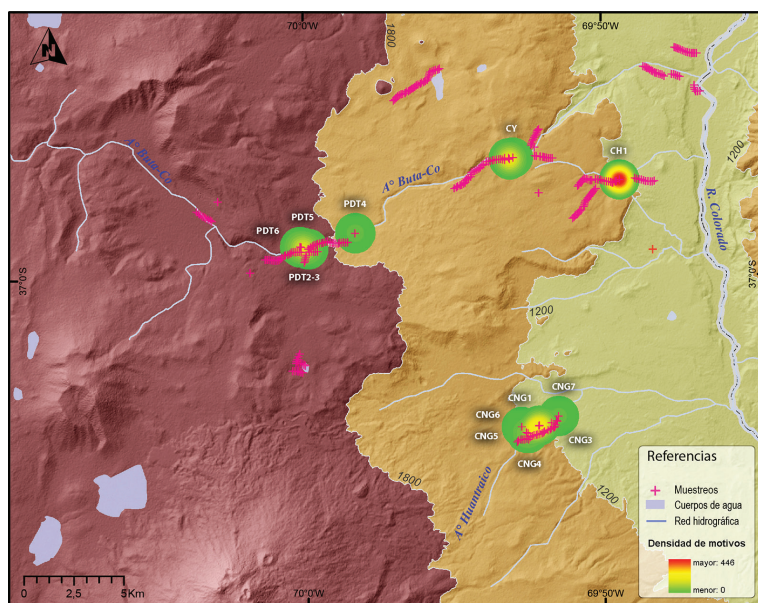 70°0'O
69°50'O
1800
N
1200
CY
CH1
A° Buta-Co
A° Buta-Co
PDT4
PDT5
PDT6
PDT2-3
R. Colorado
37°0'S
37°0'S
1200
1200
CNG7
CNG1
CNG6
CNG5
CNG3
CNG4
A° Huantraico
1800
1200
Referencias
Muestreos
Cuerpos de agua
Red hidrográfica
Densidad de motivos
mayor: 446
menor: 0
0 2,5 5Km
70°0'O
69°50'O